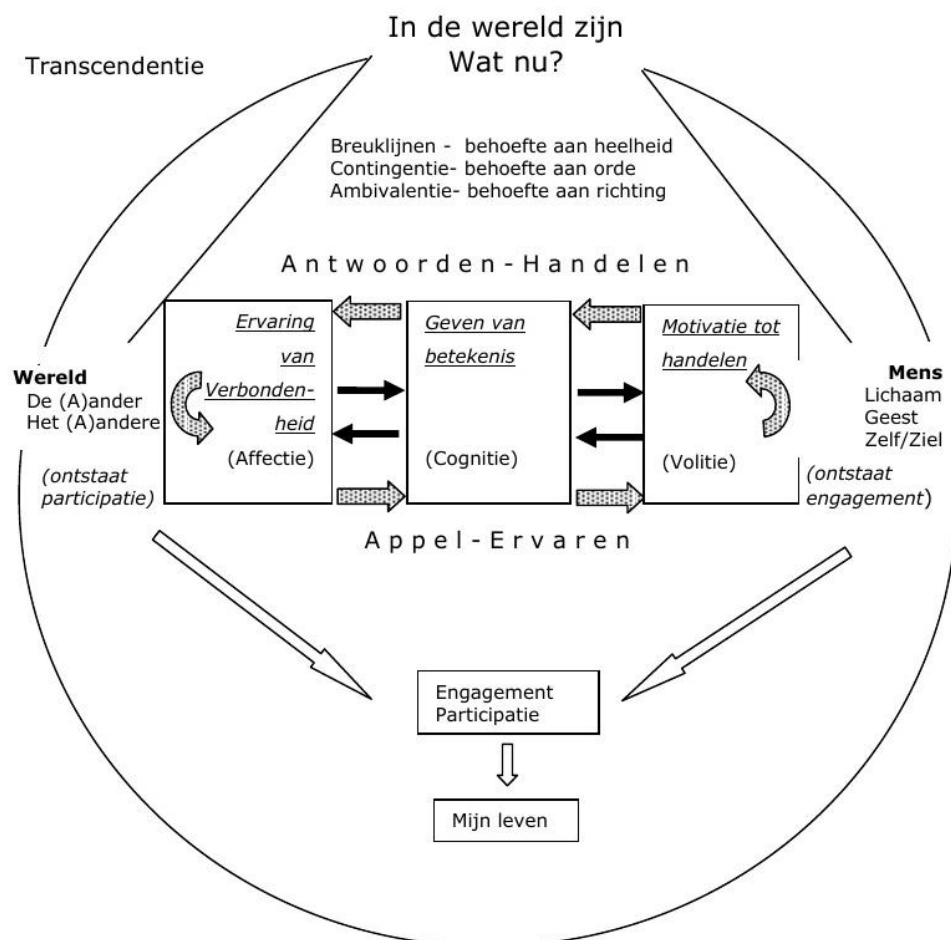 In de wereld zijn
Wat nu?
Transcendentie
Breuklijnen - behoefte aan heelheid
Contingentie- behoefte aan orde
Ambivalentie- behoefte aan richting
Antwoorden-Handelen
Wereld
De (A)ander
Het (A)andere
(ontstaat
participatie)
Ervaring
van
Verbonden-
heid
(Affectie)
Geven van
betekenis
(Cognitie)
Motivatie tot
handelen
(Volitie)
Mens
Lichaam
Geest
Zelf/Ziel
(ontstaat
engagement)
Appel-Ervaren
Engagement
Participatie
Mijn leven